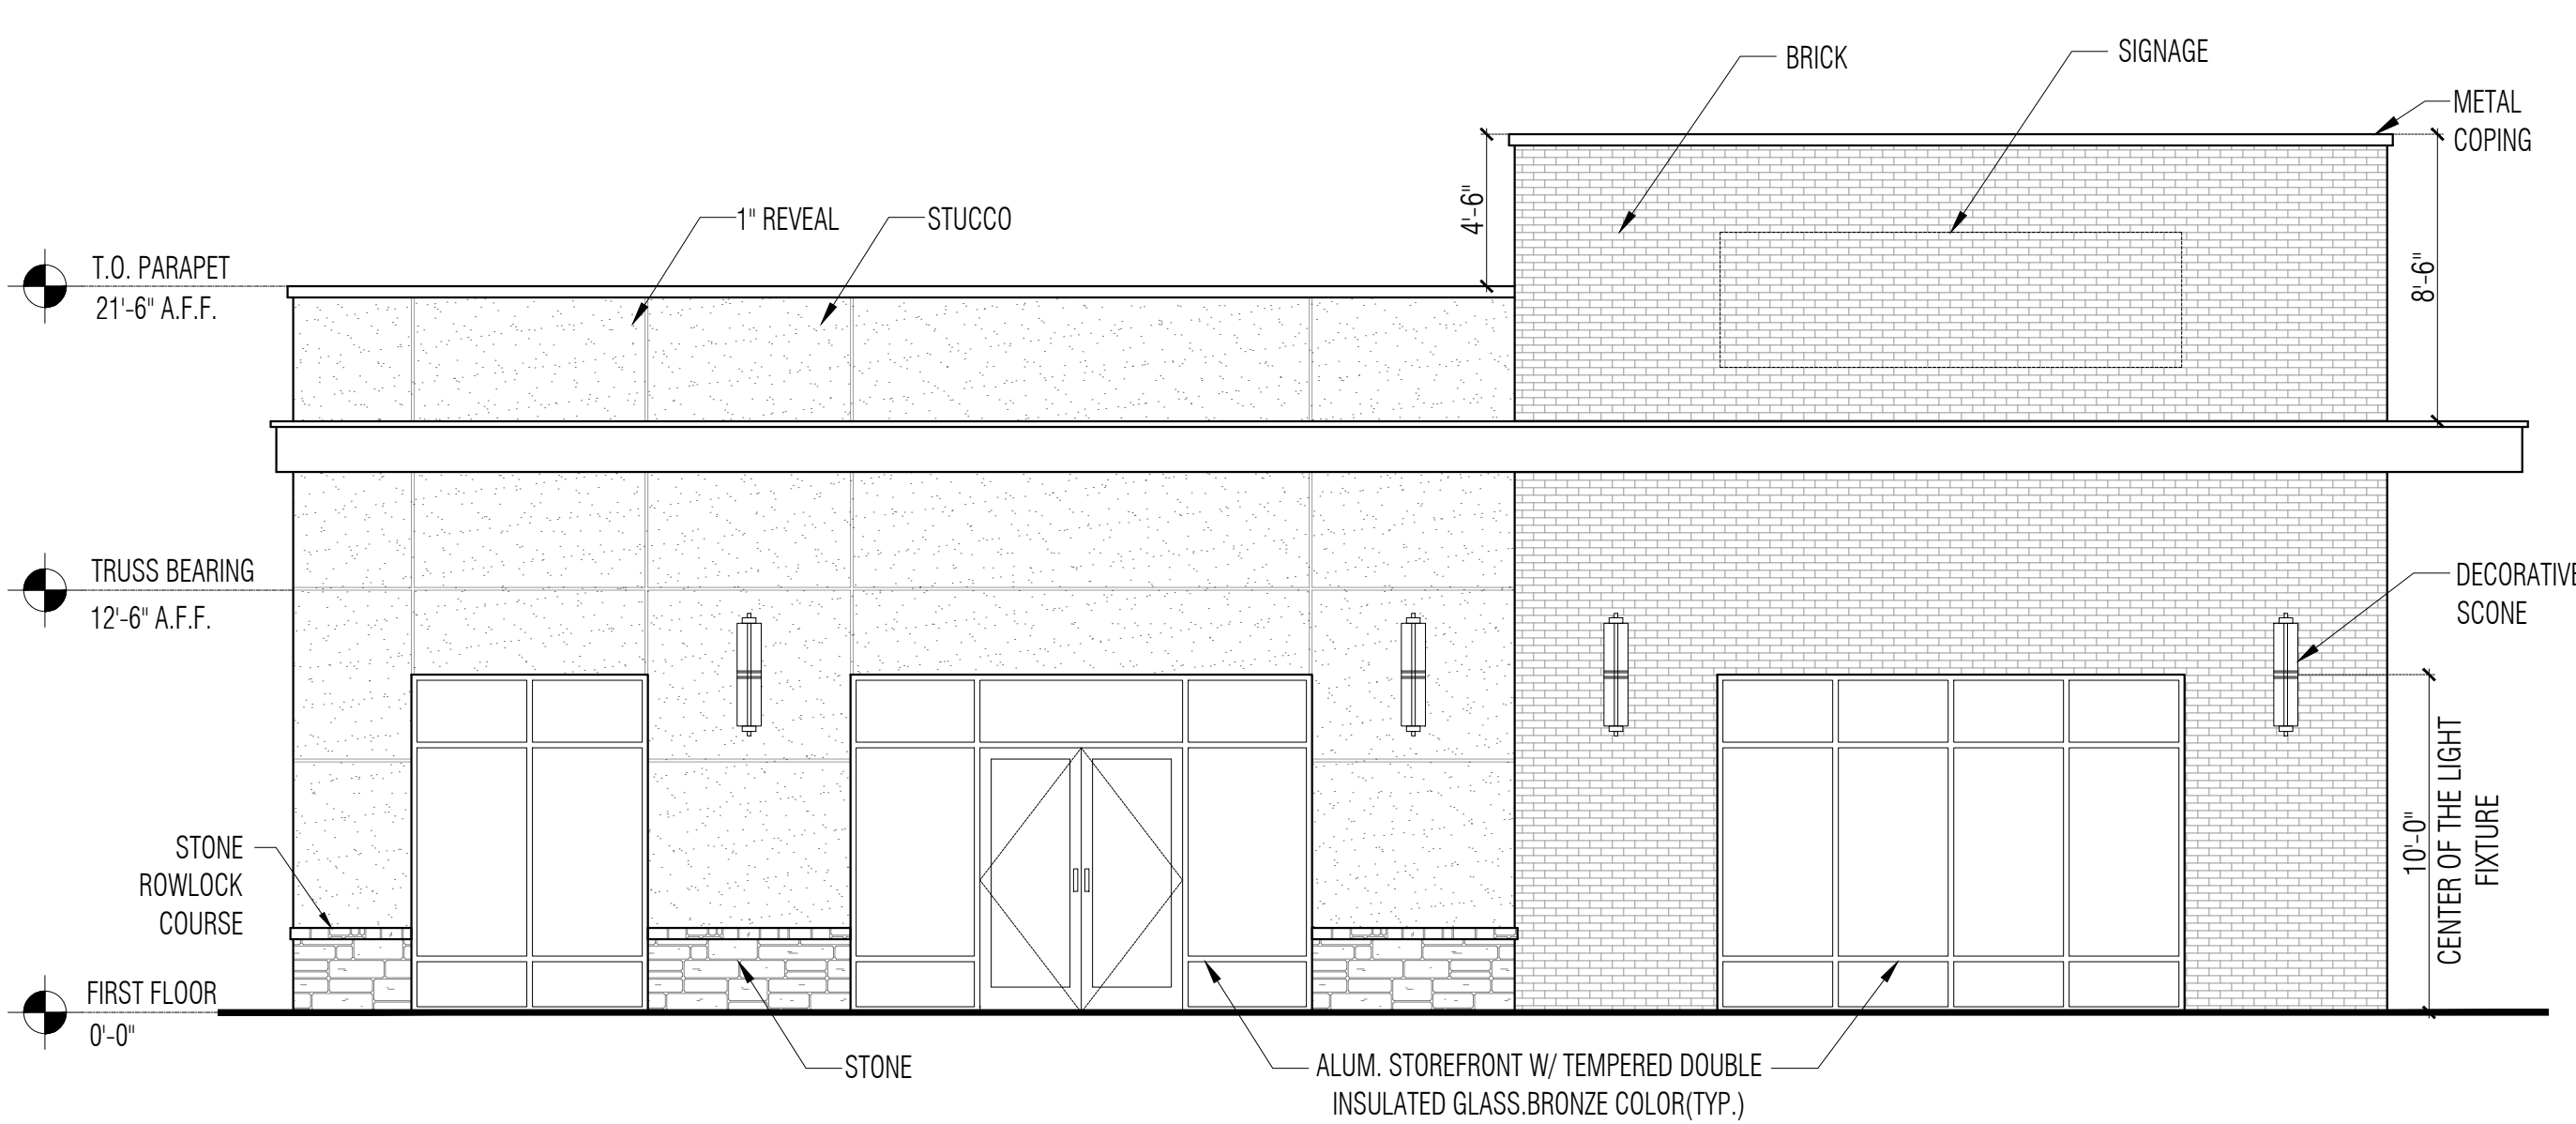 BRICK
SIGNAGE
METAL
COPING
4'-6"
8'-6"
1" REVEAL
STUCCO
T.O. PARAPET
21'-6" A.F.F.
TRUSS BEARING
12'-6" A.F.F.
DECORATIVE
SCONE
10'-0"
CENTER OF THE LIGHT
FIXTURE
STONE
ROWLOCK
COURSE
FIRST FLOOR
0'-0"
STONE
ALUM. STOREFRONT W/ TEMPERED DOUBLE
INSULATED GLASS.BRONZE COLOR(TYP.)